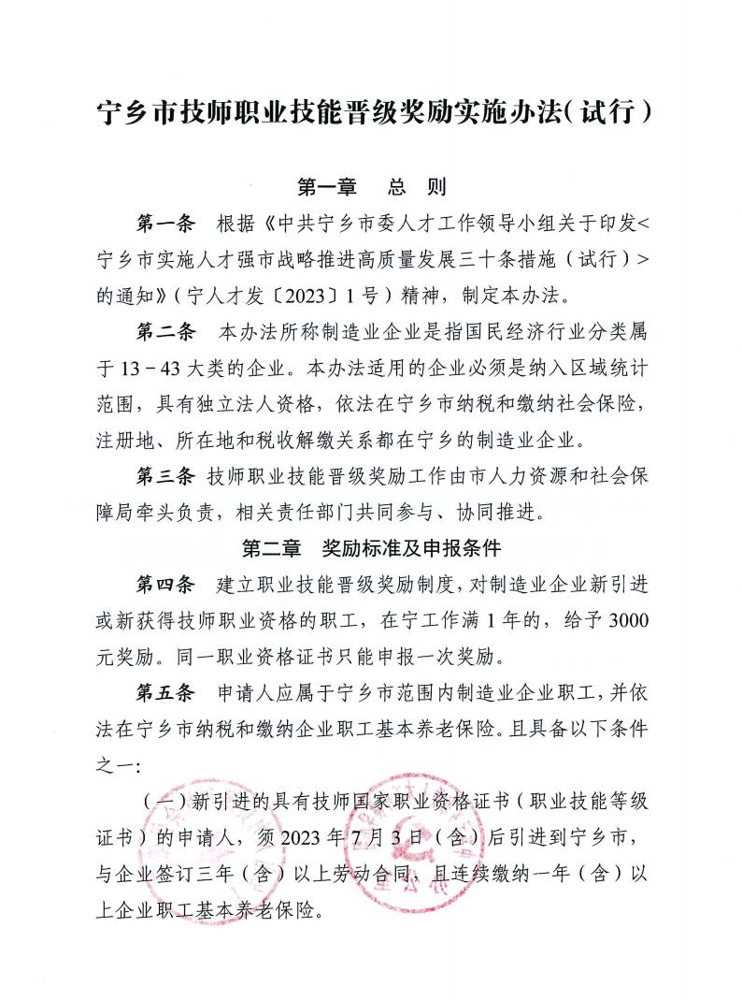 宁乡市技师职业技能晋级奖励实施办法（试行）
第一章 总 则
第一条 根据《中共宁乡市委人才工作领导小组关于印发<
宁乡市实施人才强市战略推进高质量发展三十条措施（试行）>
的通知》（宁人才发〔2023〕1 号）精神，制定本办法。
第二条 本办法所称制造业企业是指国民经济行业分类属
于 13－43 大类的企业。本办法适用的企业必须是纳入区域统计
范围，具有独立法人资格，依法在宁乡市纳税和缴纳社会保险，
注册地、所在地和税收解缴关系都在宁乡的制造业企业。
第三条 技师职业技能晋级奖励工作由市人力资源和社会保
障局牵头负责，相关责任部门共同参与、协同推进。
第二章 奖励标准及申报条件
第四条 建立职业技能晋级奖励制度，对制造业企业新引进
或新获得技师职业资格的职工，在宁工作满 1 年的，给予 3000
元奖励。同一职业资格证书只能申报一次奖励。
第五条 申请人应属于宁乡市范围内制造业企业职工，并依
法在宁乡市纳税和缴纳企业职工基本养老保险。且具备以下条件
之一：
（一）新引进的具有技师国家职业资格证书（职业技能等级
证书）的申请人，须 2023 年 7 月 3 日（含）后引进到宁乡市，
与企业签订三年（含）以上劳动合同，且连续缴纳一年（含）以
上企业职工基本养老保险。
办公室